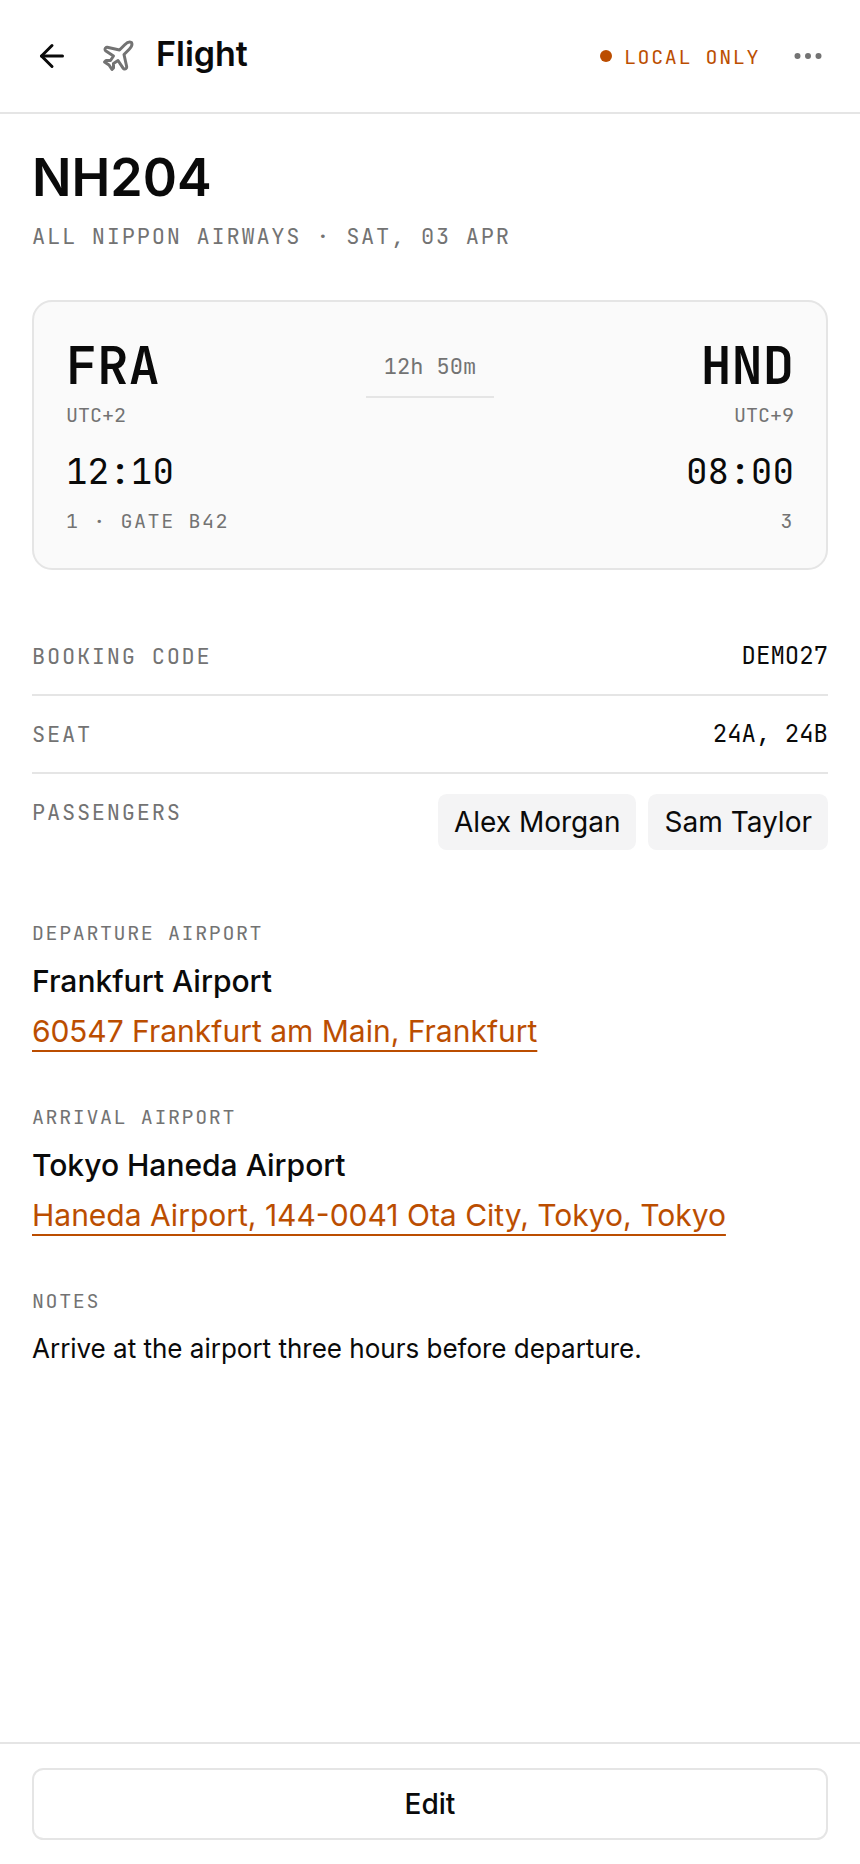 Flight
LOCAL ONLY
NH204
ALL NIPPON AIRWAYS · SAT, 03 APR
FRA 12h 50m HND
UTC+2 UTC+9
12:10 08:00
1 · GATE B42 3
BOOKING CODE DEMO27
SEAT 24A, 24B
PASSENGERS Alex Morgan Sam Taylor
DEPARTURE AIRPORT
Frankfurt Airport
60547 Frankfurt am Main, Frankfurt
ARRIVAL AIRPORT
Tokyo Haneda Airport
Haneda Airport, 144-0041 Ota City, Tokyo, Tokyo
NOTES
Arrive at the airport three hours before departure.
Edit